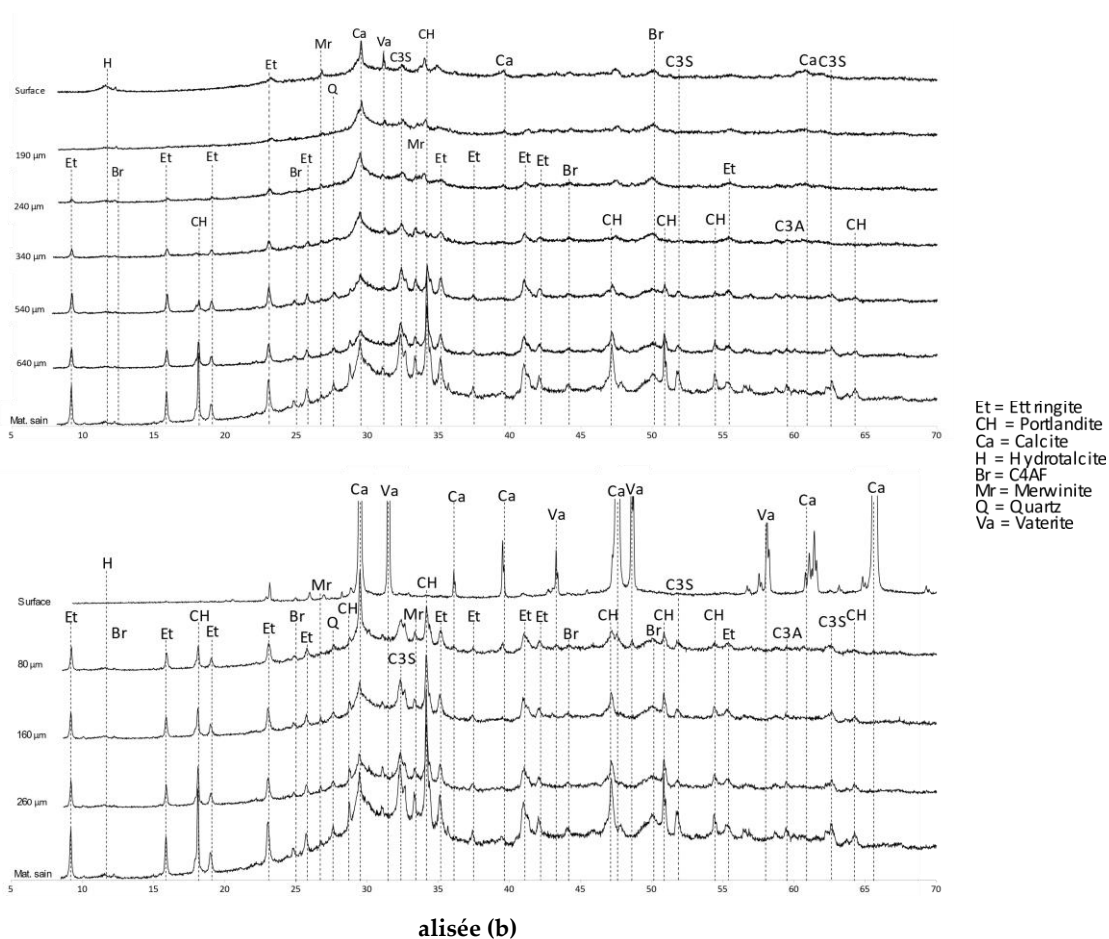 H Et Mr Ca Va C3S CH Ca Br C3S Ca C3S
Surface
Q
190 µm
Et Br Et Et Br Et Mr Et Et Et Et Br Et
240 µm
CH CH CH CH C3A CH
340 µm
540 µm
640 µm
Mat. sain
5 10 15 20 25 30 35 40 45 50 55 60 65 70
Et = Ettringite
CH = Portlandite
Ca = Calcite
H = Hydrotalcite
Br = C4AF
Mr = Merwinite
Q = Quartz
Va = Vaterite
Ca Va Ca Ca Va Ca Va Va Ca Ca
H Mr CH C3S
Surface
Et Br Et CH Et Et Br Et Q CH Mr Et Et Et Et Br CH Br CH CH Et C3A C3S CH
80 µm
C3S
160 µm
260 µm
Mat. sain
5 10 15 20 25 30 35 40 45 50 55 60 65 70
alisée (b)